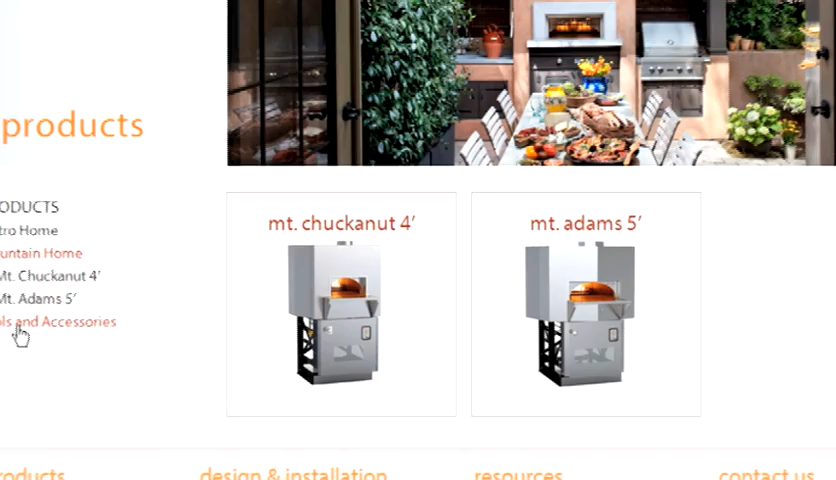 products
mt. chuckanut 4’
mt. adams 5’
ODUCTS
tro Home
untain Home
Mt. Chuckanut 4’
Mt. Adams 5’
ols and Accessories
roducts
design & installation
resources
contact us